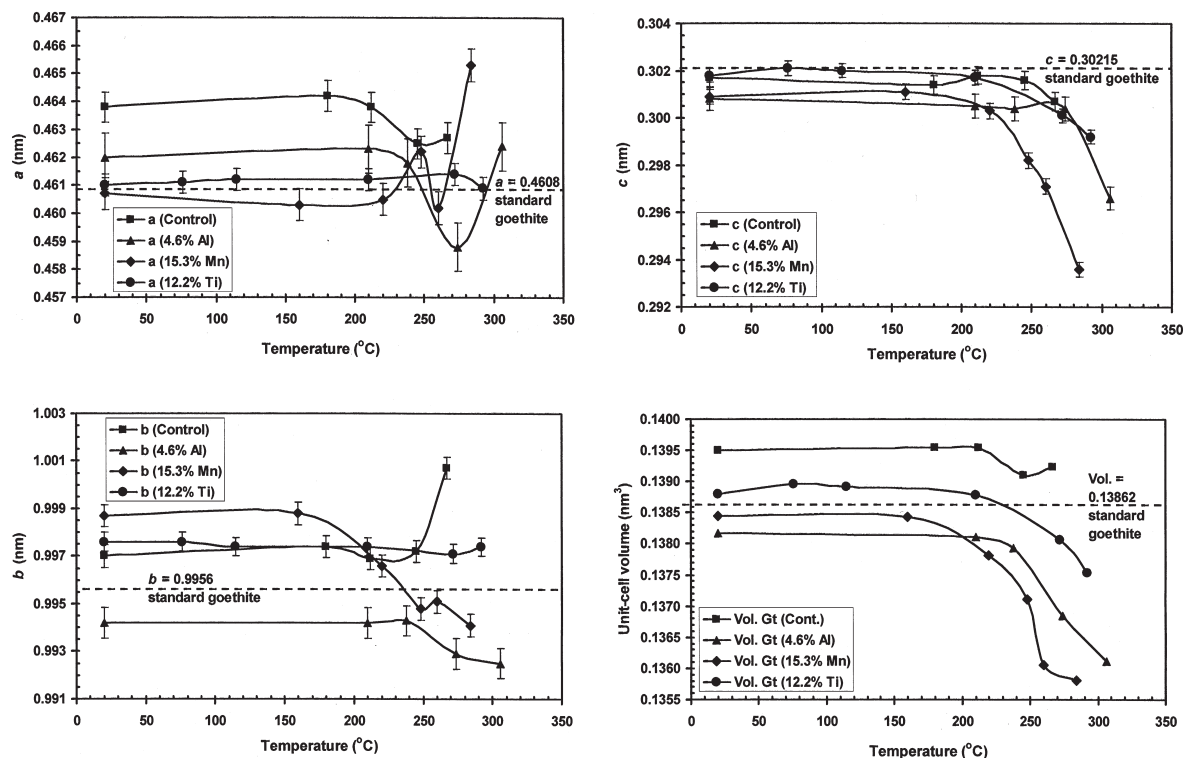 0.467
0.466
0.465
0.464
0.463
0.462
0.461
0.460
0.459
0.458
0.457
a (nm)
a = 0.4608
standard
goethite
a (Control)
a (4.6% Al)
a (15.3% Mn)
a (12.2% Ti)
0 50 100 150 200 250 300 350
Temperature (°C)
0.304
0.302
0.300
0.298
0.296
0.294
0.292
c (nm)
c = 0.30215
standard goethite
c (Control)
c (4.6% Al)
c (15.3% Mn)
c (12.2% Ti)
0 50 100 150 200 250 300 350
Temperature (°C)
1.003
1.001
0.999
0.997
0.995
0.993
0.991
b (nm)
b (Control)
b (4.6% Al)
b (15.3% Mn)
b (12.2% Ti)
b = 0.9956
standard goethite
0 50 100 150 200 250 300 350
Temperature (°C)
0.1400
0.1395
0.1390
0.1385
0.1380
0.1375
0.1370
0.1365
0.1360
0.1355
Unit-cell volume (nm³)
Vol. =
0.13862
standard
goethite
Vol. Gt (Cont.)
Vol. Gt (4.6% Al)
Vol. Gt (15.3% Mn)
Vol. Gt (12.2% Ti)
0 50 100 150 200 250 300 350
Temperature (°C)